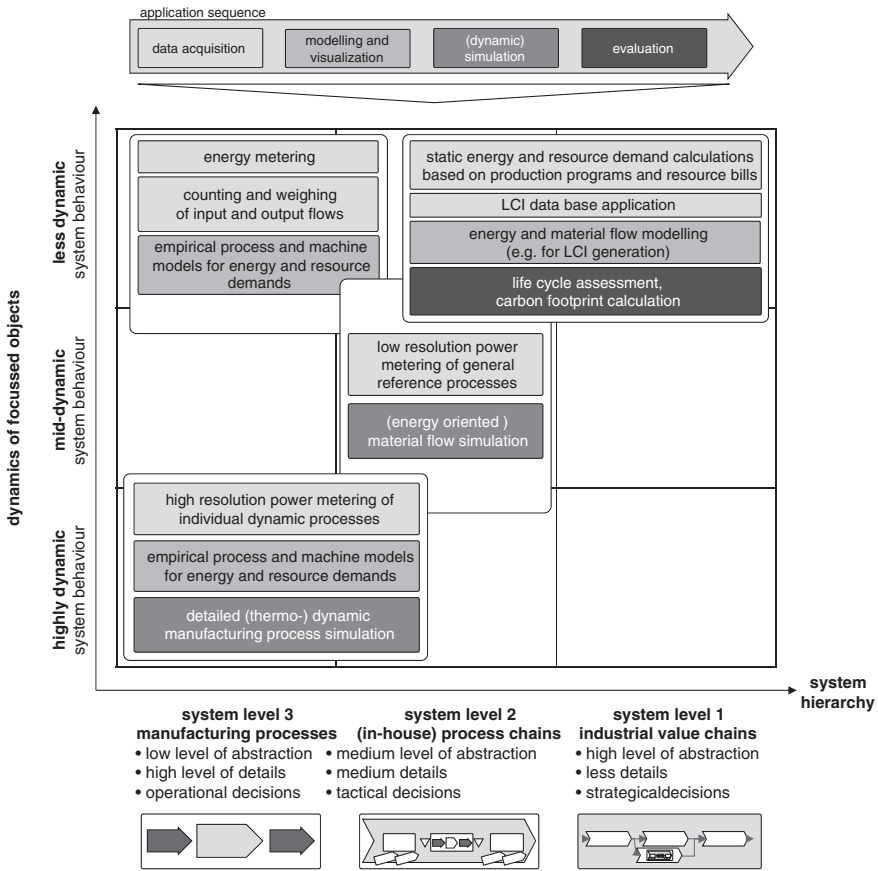 application sequence
data acquisition
modelling and
visualization
(dynamic)
simulation
evaluation
dynamics of focussed objects
less dynamic
system behaviour
mid-dynamic
system behaviour
highly dynamic
system behaviour
energy metering
counting and weighing
of input and output flows
empirical process and machine
models for energy and resource
demands
static energy and resource demand calculations
based on production programs and resource bills
LCI data base application
energy and material flow modelling
(e.g. for LCI generation)
life cycle assessment,
carbon footprint calculation
low resolution power
metering of general
reference processes
(energy oriented )
material flow simulation
high resolution power metering of
individual dynamic processes
empirical process and machine models
for energy and resource demands
detailed (thermo-) dynamic
manufacturing process simulation
system
hierarchy
system level 3
manufacturing processes
• low level of abstraction
• high level of details
• operational decisions
system level 2
(in-house) process chains
• medium level of abstraction
• medium details
• tactical decisions
system level 1
industrial value chains
• high level of abstraction
• less details
• strategicaldecisions